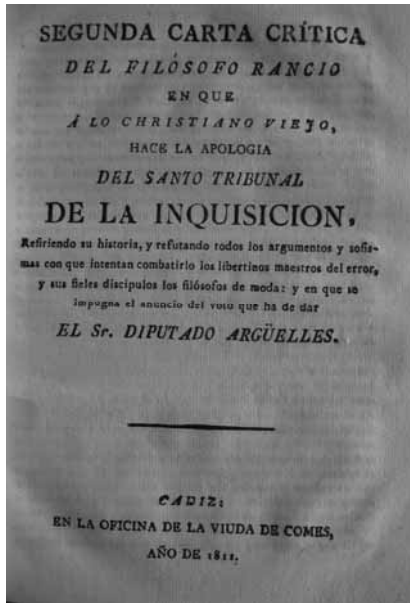 SEGUNDA CARTA CRÍTICA
DEL FILÓSOFO RANCIO
EN QUE
Á LO CHRISTIANO VIEJO,
HACE LA APOLOGIA
DEL SANTO TRIBUNAL
DE LA INQUISICION,
Refiriendo su historia, y refutando todos los argumentos y sofis-
mas con que intentan combatirlo los libertinos maestros del error,
y sus fieles discipulos los filósofos de moda: y en que se
impugna el anuncio del voto que ha de dar
EL Sr. DIPUTADO ARGÜELLES.
CADIZ:
EN LA OFICINA DE LA VIUDA DE COMES,
AÑO DE 1811.